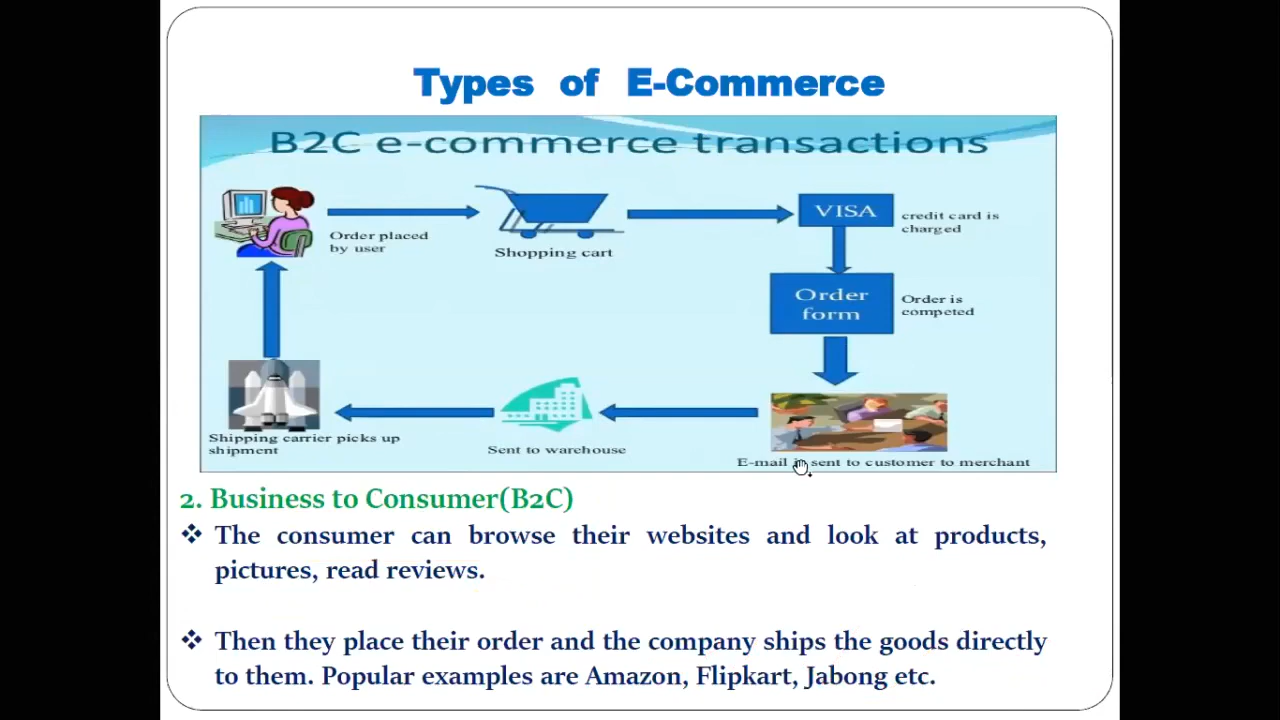 Types of E-Commerce
B2C e-commerce transactions
Order placed
by user
Shopping cart
VISA
credit card is
charged
Order
form
Order is
competed
Shipping carrier picks up
shipment
Sent to warehouse
E-mail is sent to customer to merchant
2. Business to Consumer(B2C)
❖ The consumer can browse their websites and look at products,
pictures, read reviews.
❖ Then they place their order and the company ships the goods directly
to them. Popular examples are Amazon, Flipkart, Jabong etc.